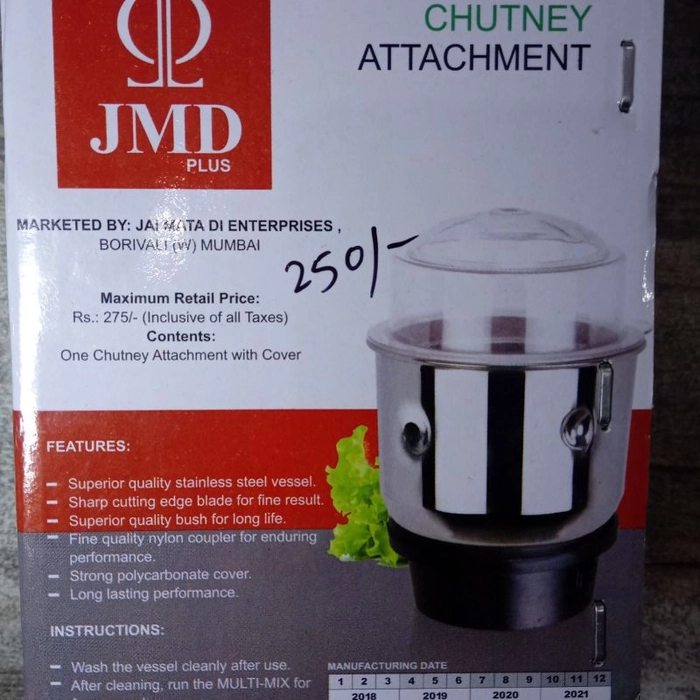 CHUTNEY
ATTACHMENT
JMD
PLUS
MARKETED BY: JAI MATA DI ENTERPRISES ,
BORIVALI (W) MUMBAI
250/-
Maximum Retail Price:
Rs.: 275/- (Inclusive of all Taxes)
Contents:
One Chutney Attachment with Cover
FEATURES:
– Superior quality stainless steel vessel.
– Sharp cutting edge blade for fine result.
– Superior quality bush for long life.
– Fine quality nylon coupler for enduring
performance.
– Strong polycarbonate cover.
– Long lasting performance.
INSTRUCTIONS:
– Wash the vessel cleanly after use.
– After cleaning, run the MULTI-MIX for
MANUFACTURING DATE
1 2 3 4 5 6 7 8 9 10 11 12
2018 2019 2020 2021